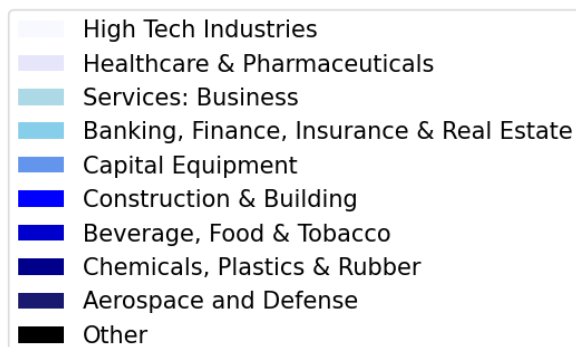 High Tech Industries
Healthcare & Pharmaceuticals
Services: Business
Banking, Finance, Insurance & Real Estate
Capital Equipment
Construction & Building
Beverage, Food & Tobacco
Chemicals, Plastics & Rubber
Aerospace and Defense
Other